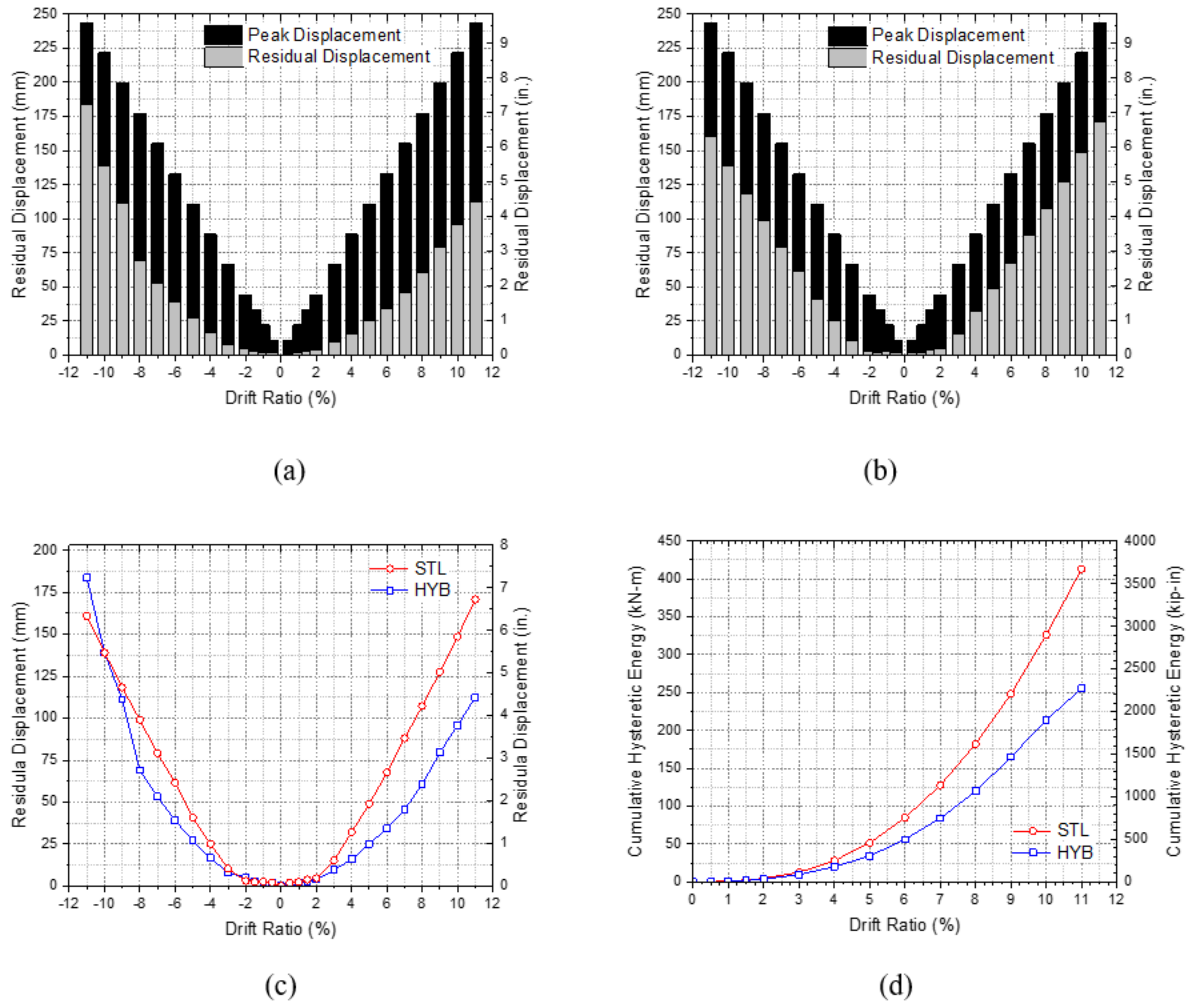 Peak Displacement
Residual Displacement
250
225
200
175
150
125
100
75
50
25
0
Residual Displacement (mm)
9
8
7
6
5
4
3
2
1
0
Residual Displacement (in.)
-12 -10 -8 -6 -4 -2 0 2 4 6 8 10 12
Drift Ratio (%)
(a)
Peak Displacement
Residual Displacement
250
225
200
175
150
125
100
75
50
25
0
Residual Displacement (mm)
9
8
7
6
5
4
3
2
1
0
Residual Displacement (in.)
-12 -10 -8 -6 -4 -2 0 2 4 6 8 10 12
Drift Ratio (%)
(b)
STL
HYB
200
175
150
125
100
75
50
25
0
Residula Displacement (mm)
8
7
6
5
4
3
2
1
0
Residula Displacement (in.)
-12 -10 -8 -6 -4 -2 0 2 4 6 8 10 12
Drift Ratio (%)
(c)
450
400
350
300
250
200
150
100
50
0
Cumulative Hysteretic Energy (kN-m)
4000
3500
3000
2500
2000
1500
1000
500
0
Cumulative Hysteretic Energy (kip-in)
STL
HYB
0 1 2 3 4 5 6 7 8 9 10 11 12
Drift Ratio (%)
(d)